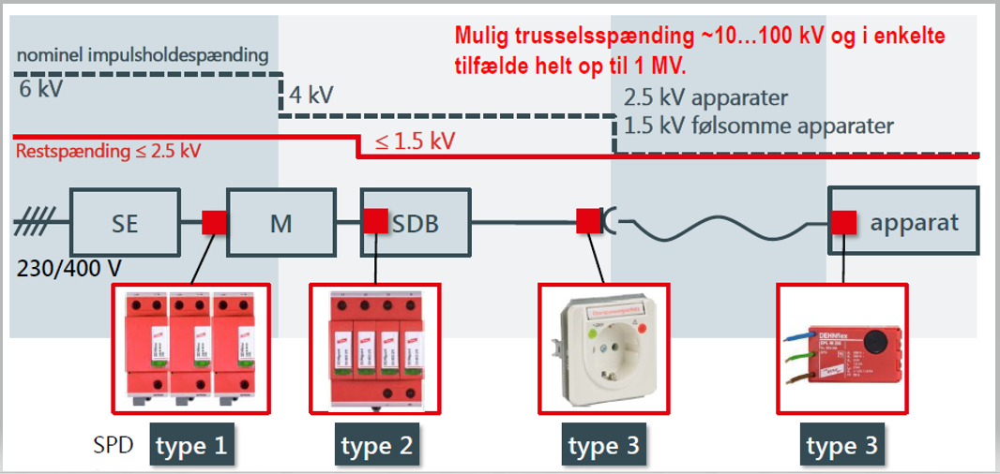 Mulig trusselsspænding ~10…100 kV og i enkelte
tilfælde helt op til 1 MV.
nominel impulsholdespænding
6 kV
4 kV
2.5 kV apparater
1.5 kV følsomme apparater
Restspænding ≤ 2.5 kV
≤ 1.5 kV
SE
M
SDB
apparat
230/400 V
DEHNflex
SPD
type 1
type 2
type 3
type 3